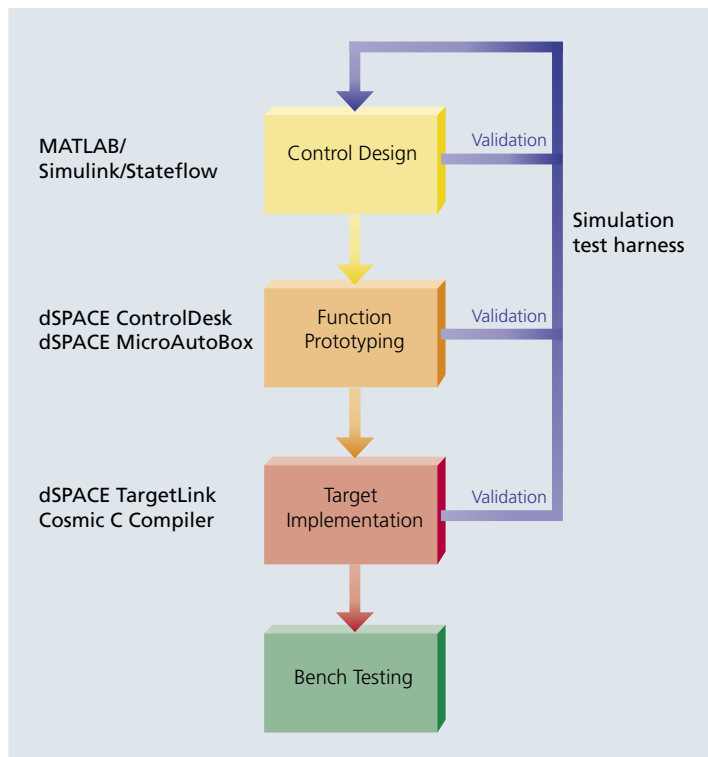 MATLAB/
Simulink/Stateflow
Control Design
Validation
Simulation
test harness
dSPACE ControlDesk
dSPACE MicroAutoBox
Function
Prototyping
Validation
dSPACE TargetLink
Cosmic C Compiler
Target
Implementation
Validation
Bench Testing